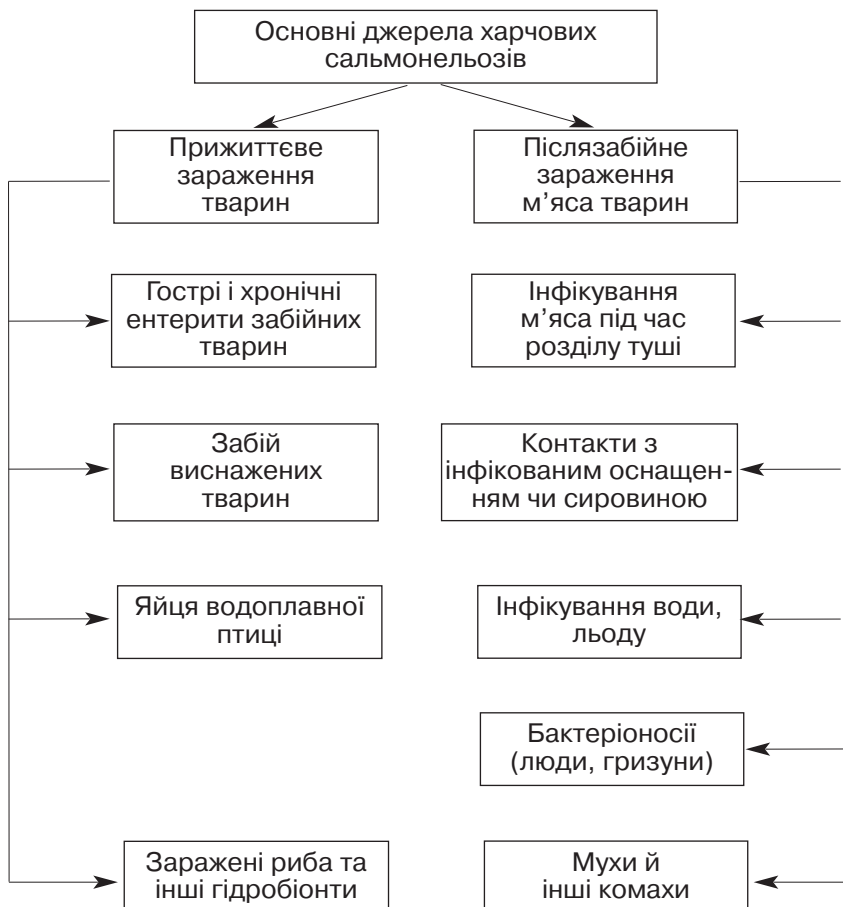 Основні джерела харчових
сальмонельозів
Прижиттєве
зараження
тварин
Післязабійне
зараження
м’яса тварин
Гострі і хронічні
ентерити забійних
тварин
Інфікування
м’яса під час
розділу туші
Забій
виснажених
тварин
Контакти з
інфікованим оснащен-
ням чи сировиною
Яйця водоплавної
птиці
Інфікування води,
льоду
Бактеріоносії
(люди, гризуни)
Заражені риба та
інші гідробіонти
Мухи й
інші комахи